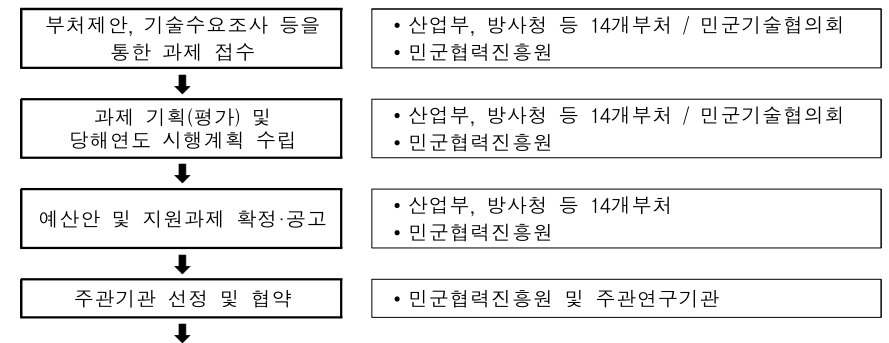 부처제안, 기술수요조사 등을
통한 과제 접수
• 산업부, 방사청 등 14개부처 / 민군기술협의회
• 민군협력진흥원
과제 기획(평가) 및
당해연도 시행계획 수립
• 산업부, 방사청 등 14개부처 / 민군기술협의회
• 민군협력진흥원
예산안 및 지원과제 확정·공고
• 산업부, 방사청 등 14개부처
• 민군협력진흥원
주관기관 선정 및 협약
• 민군협력진흥원 및 주관연구기관